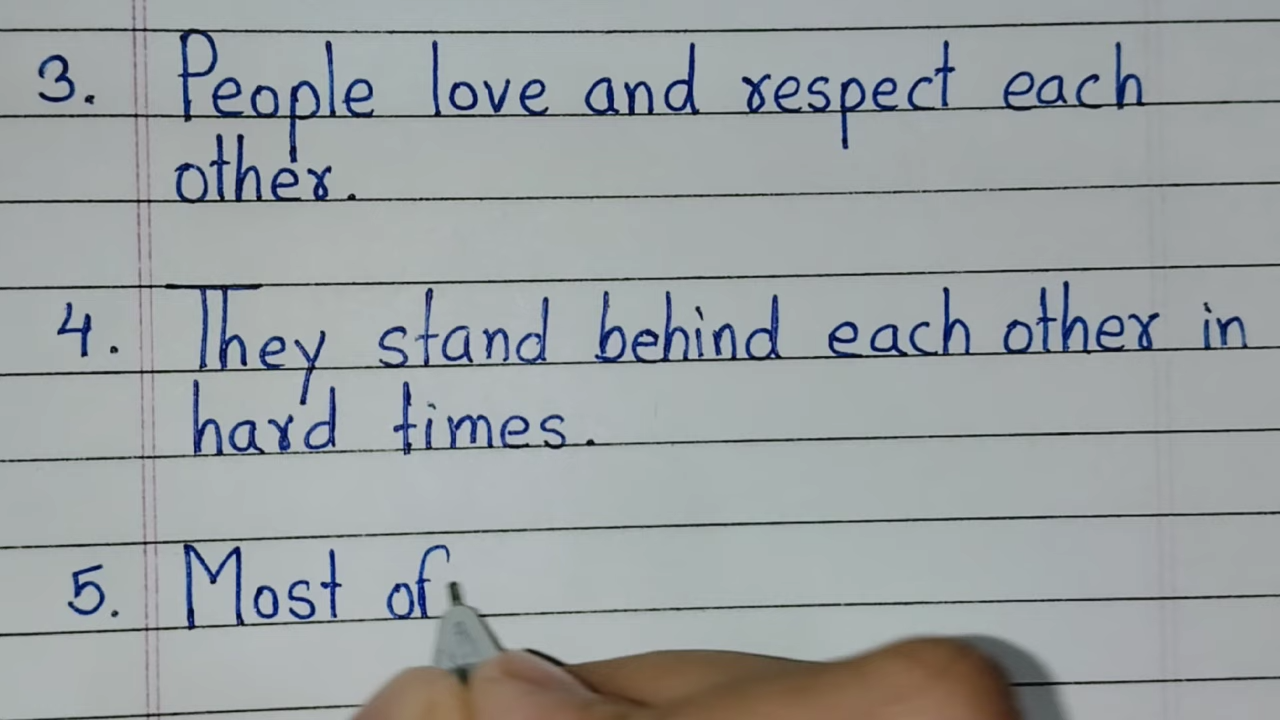 3. People love and respect each
other.
4. They stand behind each other in
hard times.
5. Most of